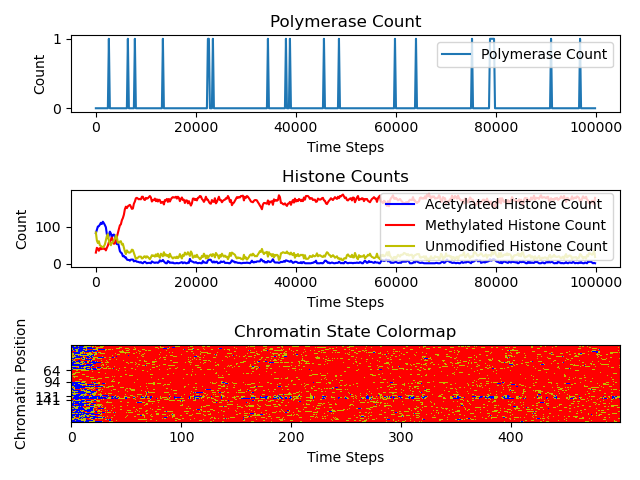 Polymerase Count
1
0
Count
Polymerase Count
0 20000 40000 60000 80000 100000
Time Steps
Histone Counts
100
0
Count
Acetylated Histone Count
Methylated Histone Count
Unmodified Histone Count
0 20000 40000 60000 80000 100000
Time Steps
Chromatin State Colormap
Chromatin Position
64
94
131
141
0 100 200 300 400
Time Steps